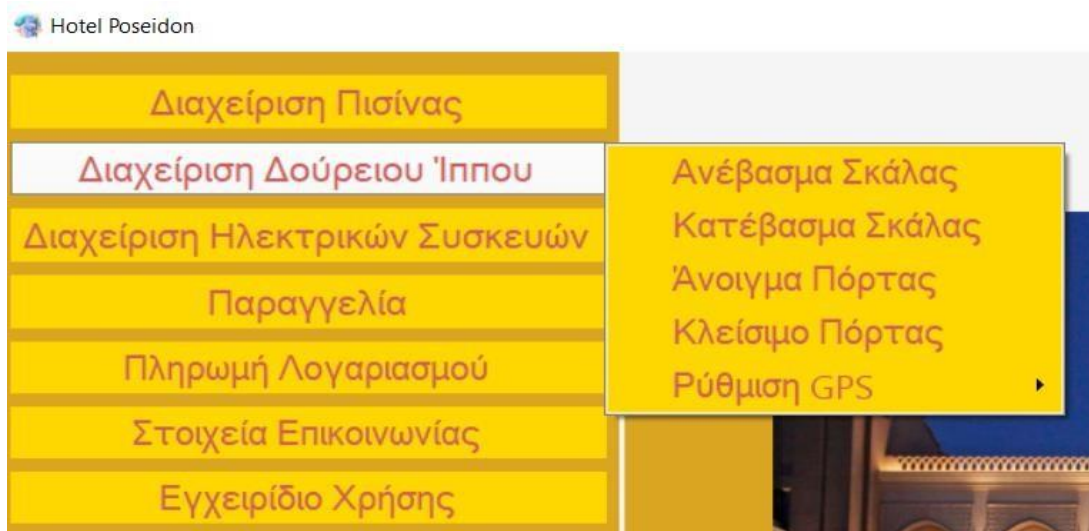 Hotel Poseidon
Διαχείριση Πισίνας
Διαχείριση Δούρειου Ίππου
Διαχείριση Ηλεκτρικών Συσκευών
Παραγγελία
Πληρωμή Λογαριασμού
Στοιχεία Επικοινωνίας
Εγχειρίδιο Χρήσης
Ανέβασμα Σκάλας
Κατέβασμα Σκάλας
Άνοιγμα Πόρτας
Κλείσιμο Πόρτας
Ρύθμιση GPS